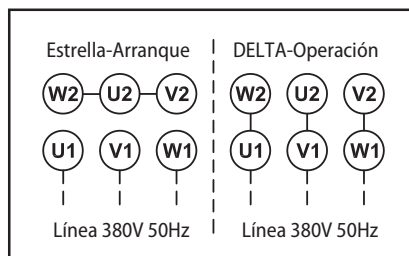 Estrella-Arranque
W2 U2 V2
U1 V1 W1
Línea 380V 50Hz
DELTA-Operación
W2 U2 V2
U1 V1 W1
Línea 380V 50Hz